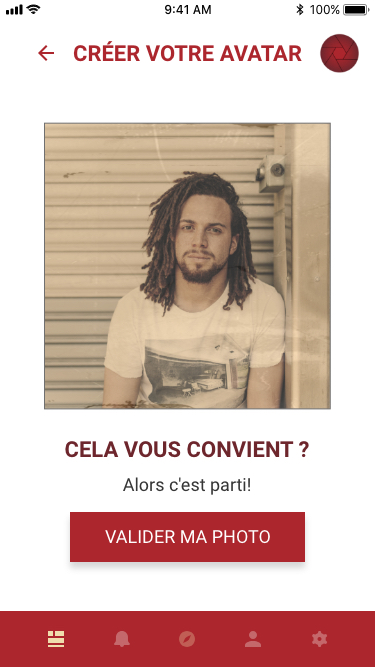 9:41 AM
100%
CRÉER VOTRE AVATAR
CELA VOUS CONVIENT ?
Alors c'est parti!
VALIDER MA PHOTO